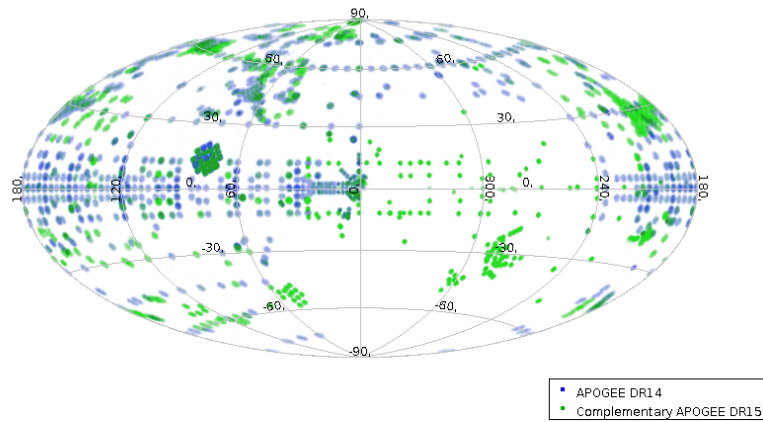 90,
60, 60,
30, 30,
180, 120, 0, 60, 0, 300, 0, 240, 180,
-30, -30,
-60, -60,
-90,
APOGEE DR14
Complementary APOGEE DR15